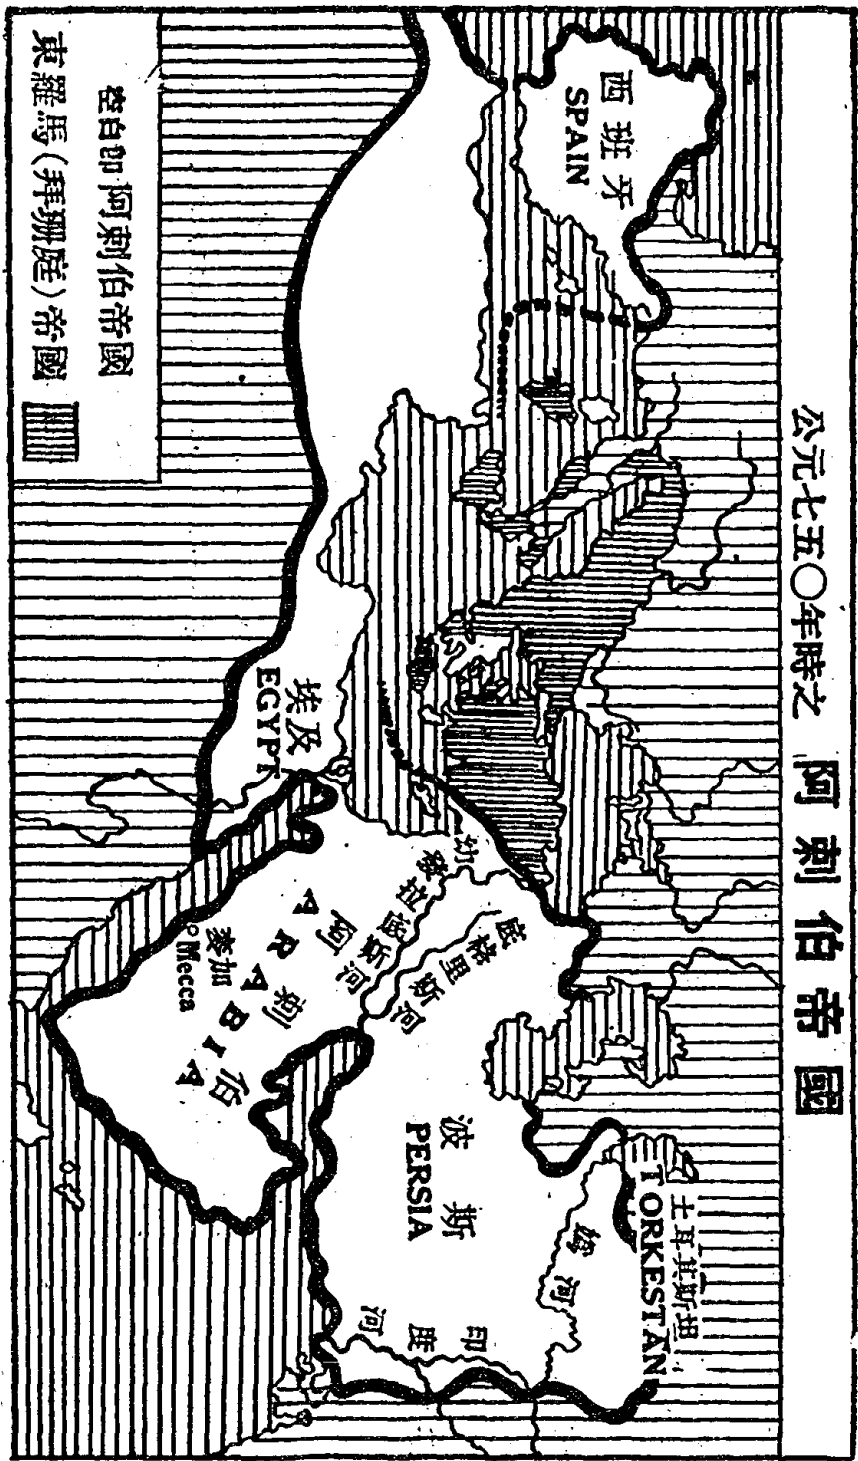 公元七五〇年時之 阿剌伯帝國
西班牙
SPAIN
埃及
EGYPT
阿剌伯
ARABIA
麥加
Mecca
幼發拉底斯河
底格里斯河
波斯
PERSIA
土耳其斯坦
TORKESTAN
媯河
印度河
空白卽阿剌伯帝國
東羅馬(拜珊庭)帝國